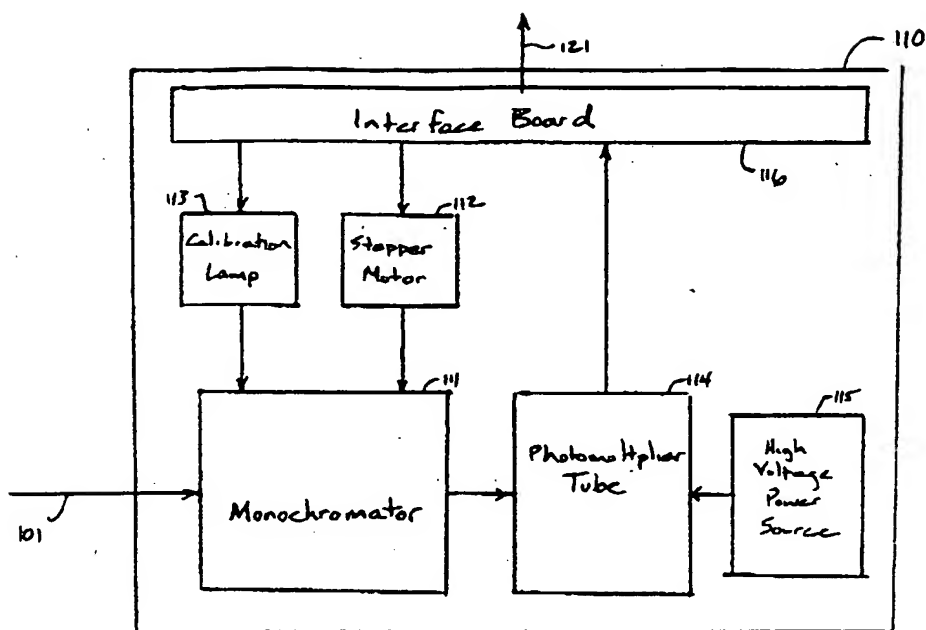 121
110
Interface Board
116
113
112
Calibration
Lamp
Stepper
Motor
111
114
115
Monochromator
Photomultplier
Tube
High
Voltage
Power
Source
101